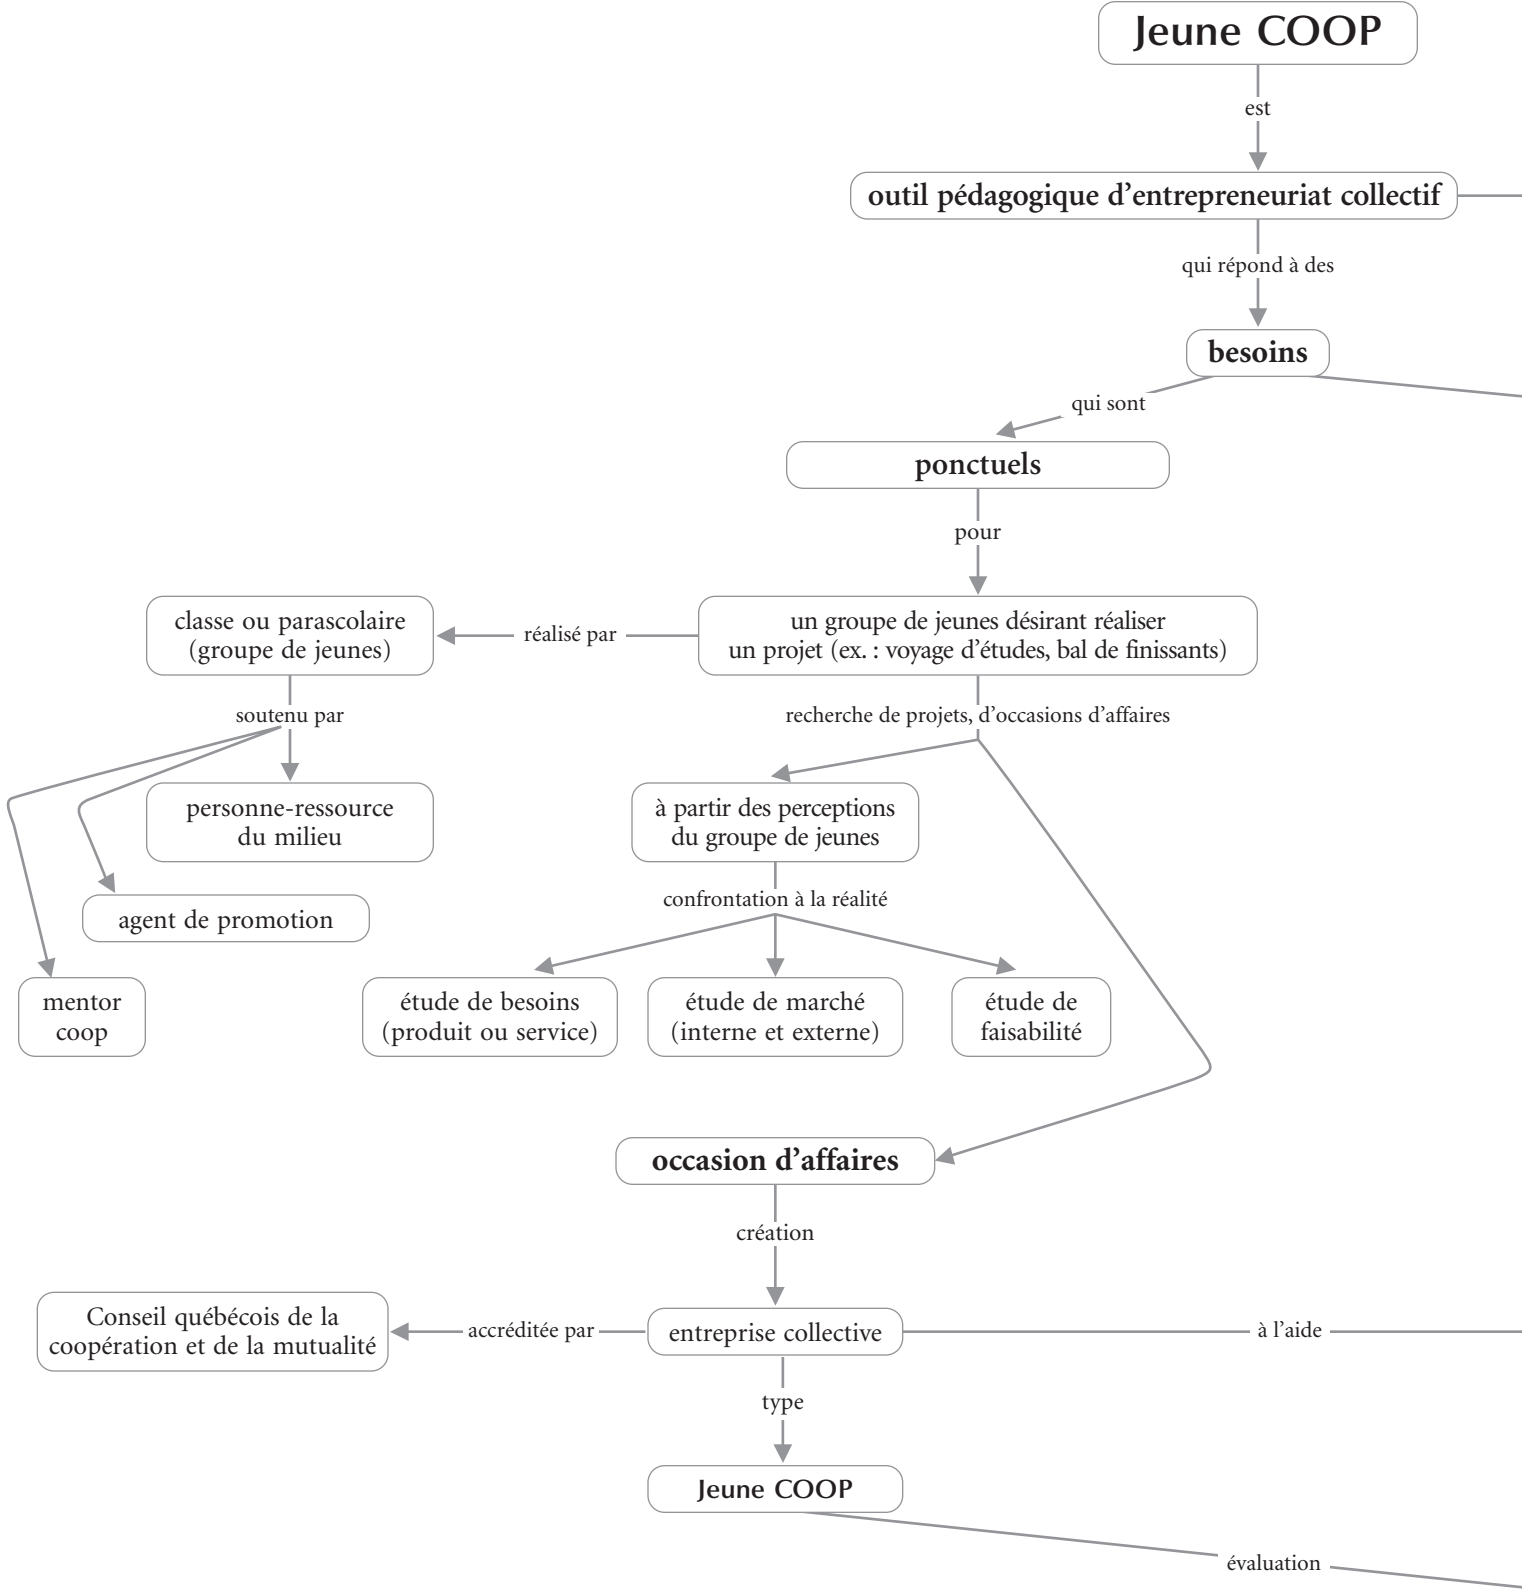 Jeune COOP
est
outil pédagogique d’entrepreneuriat collectif
qui répond à des
besoins
qui sont
ponctuels
pour
classe ou parascolaire
(groupe de jeunes)
réalisé par
un groupe de jeunes désirant réaliser
un projet (ex. : voyage d’études, bal de finissants)
soutenu par
recherche de projets, d’occasions d’affaires
personne-ressource
du milieu
à partir des perceptions
du groupe de jeunes
confrontation à la réalité
agent de promotion
mentor
coop
étude de besoins
(produit ou service)
étude de marché
(interne et externe)
étude de
faisabilité
occasion d’affaires
création
Conseil québécois de la
coopération et de la mutualité
accréditée par
entreprise collective
à l’aide
type
Jeune COOP
évaluation